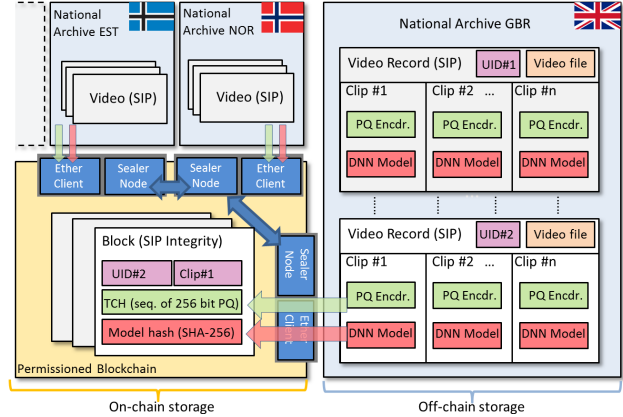 National
Archive EST
National
Archive NOR
National Archive GBR
Video (SIP)
Video (SIP)
Video Record (SIP)
UID#1
Video file
Clip #1
Clip #2 ...
Clip #n
PQ Encdr.
PQ Encdr.
PQ Encdr.
DNN Model
DNN Model
DNN Model
...
Ether
Client
Sealer
Node
Sealer
Node
Ether
Client
Sealer
Node
Ether
Client
Block (SIP Integrity)
UID#2
Clip#1
TCH (seq. of 256 bit PQ)
Model hash (SHA-256)
Permissioned Blockchain
Video Record (SIP)
UID#2
Video file
Clip #1
Clip #2 ...
Clip #n
PQ Encdr.
PQ Encdr.
PQ Encdr.
DNN Model
DNN Model
DNN Model
On-chain storage
Off-chain storage